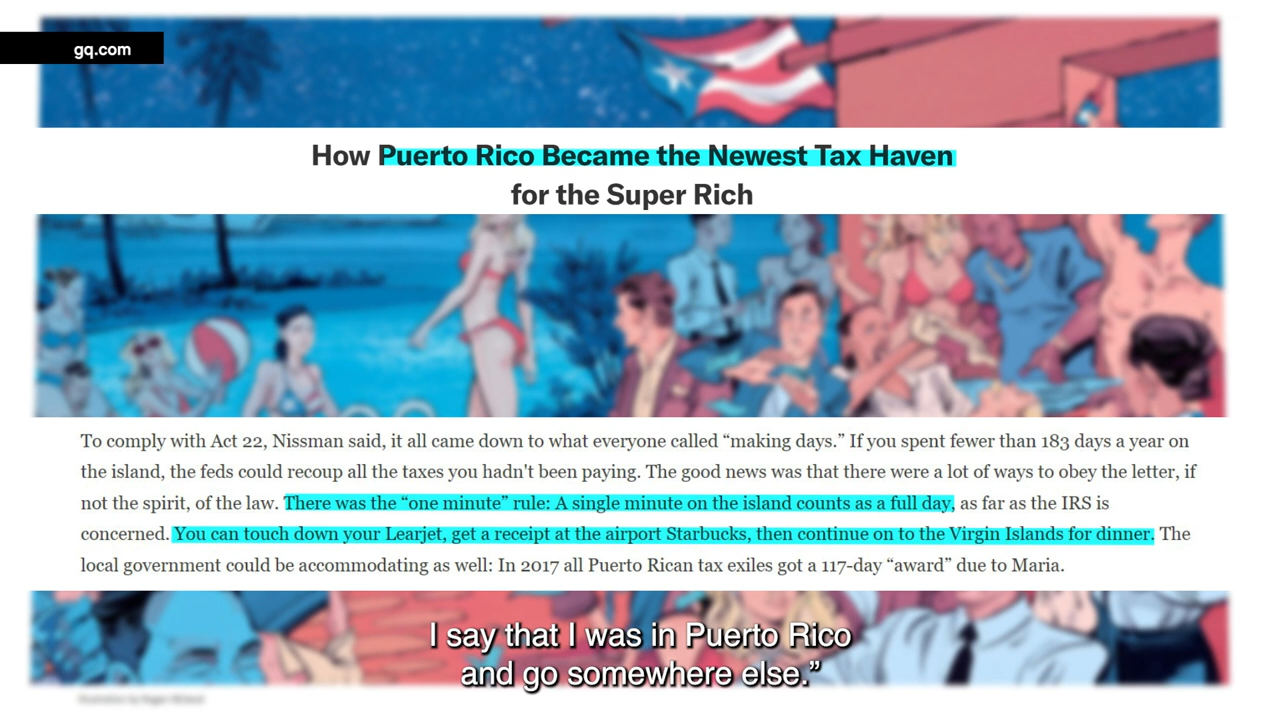 gq.com
How Puerto Rico Became the Newest Tax Haven
for the Super Rich
To comply with Act 22, Nissman said, it all came down to what everyone called “making days.” If you spent fewer than 183 days a year on
the island, the feds could recoup all the taxes you hadn't been paying. The good news was that there were a lot of ways to obey the letter, if
not the spirit, of the law. There was the “one minute” rule: A single minute on the island counts as a full day, as far as the IRS is
concerned. You can touch down your Learjet, get a receipt at the airport Starbucks, then continue on to the Virgin Islands for dinner. The
local government could be accommodating as well: In 2017 all Puerto Rican tax exiles got a 117-day “award” due to Maria.
I say that I was in Puerto Rico
and go somewhere else.”